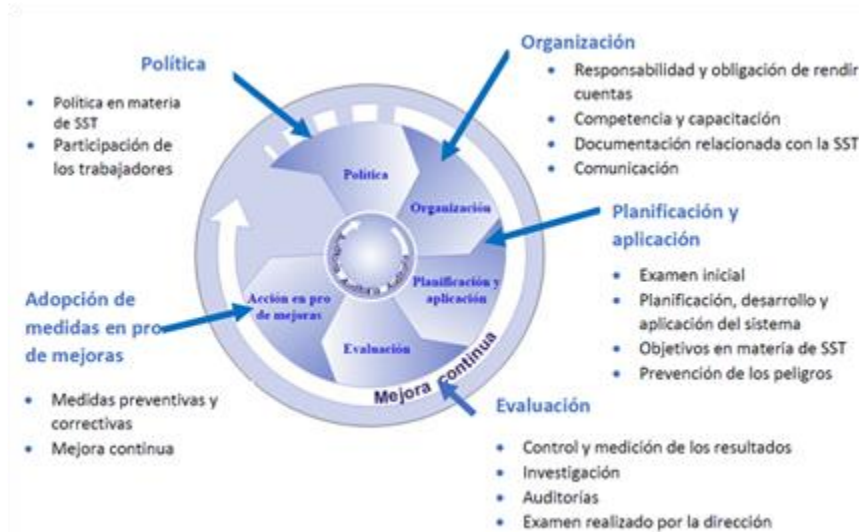 Política
• Política en materia
de SST
• Participación de
los trabajadores
Organización
• Responsabilidad y obligación de rendir
cuentas
• Competencia y capacitación
• Documentación relacionada con la SST
• Comunicación
Planificación y
aplicación
• Examen inicial
• Planificación, desarrollo y
aplicación del sistema
• Objetivos en materia de SST
• Prevención de los peligros
Evaluación
• Control y medición de los resultados
• Investigación
• Auditorías
• Examen realizado por la dirección
Adopción de
medidas en pro
de mejoras
• Medidas preventivas y
correctivas
• Mejora continua
Política
Organización
Planificación y
aplicación
Evaluación
Acción en pro
de mejoras
Auditoría Auditoría Auditoría
Mejora continua